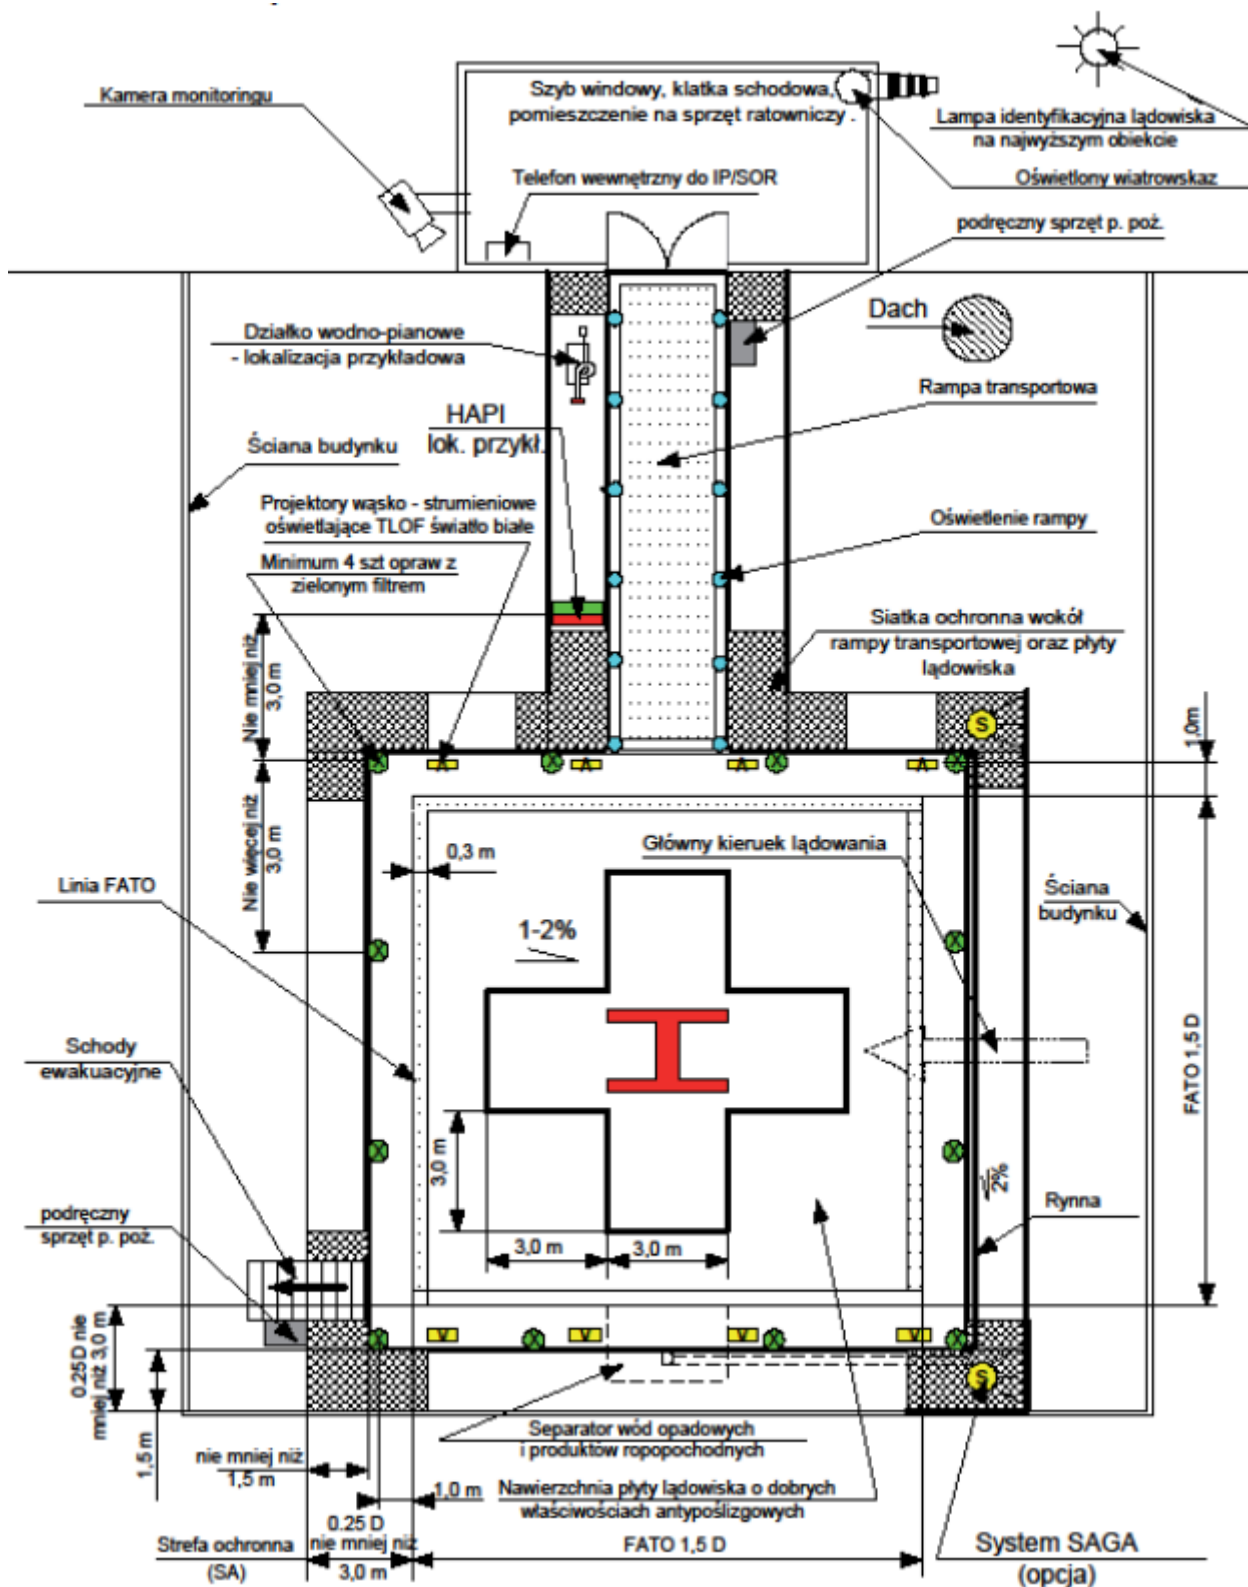 Kamera monitoringu
Szyb windowy, klatka schodowa,
pomieszczenie na sprzęt ratowniczy .
Lampa identyfikacyjna lądowiska
na najwyższym obiekcie
Telefon wewnętrzny do IP/SOR
Oświetlony wiatrowskaz
podręczny sprzęt p. poż.
Działko wodno-pianowe
- lokalizacja przykładowa
Dach
Rampa transportowa
HAPI
lok. przykł.
Ściana budynku
Projektory wąsko - strumieniowe
oświetlające TLOF światło białe
Oświetlenie rampy
Minimum 4 szt opraw z
zielonym filtrem
Siatka ochronna wokół
rampy transportowej oraz płyty
lądowiska
Nie mniej niż
3,0 m
S
1,0m
Nie więcej niż
3,0 m
0,3 m
Główny kieruek lądowania
Linia FATO
Ściana
budynku
1-2%
H
Schody
ewakuacyjne
FATO 1,5 D
3,0 m
2%
Rynna
podręczny
sprzęt p. poż.
3,0 m
3,0 m
0.25 D nie
mniej niż 3,0 m
S
1,5 m
Separator wód opadowych
i produktów ropopochodnych
nie mniej niż
1,5 m
1,0 m
Nawierzchnia płyty lądowiska o dobrych
właściwościach antypoślizgowych
Strefa ochronna
(SA)
0.25 D
nie mniej niż
3,0 m
FATO 1,5 D
System SAGA
(opcja)